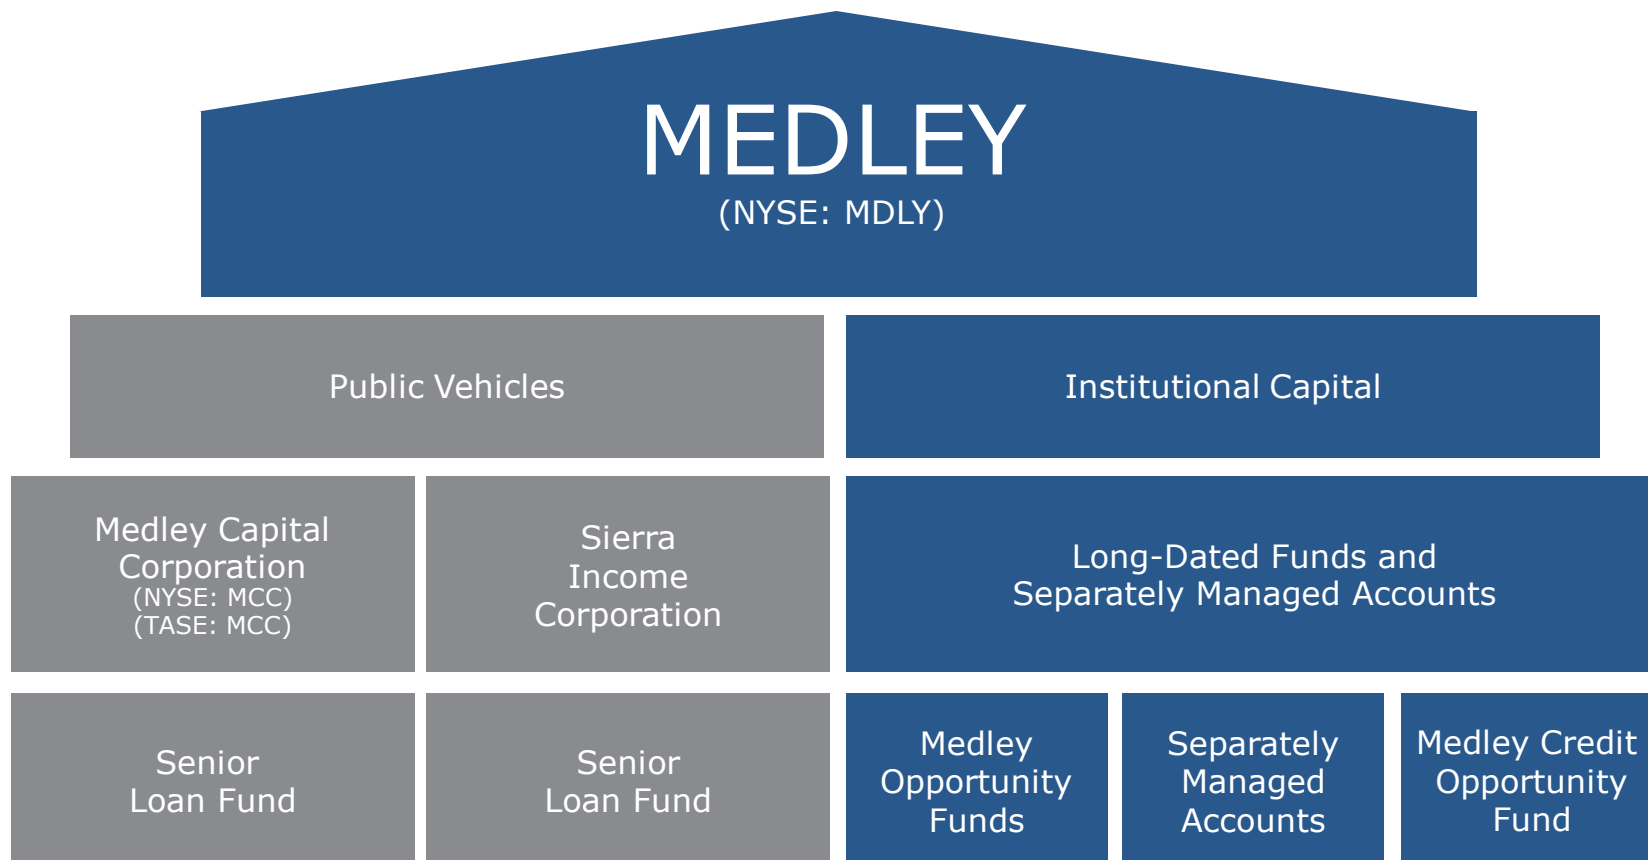 MEDLEY
(NYSE: MDLY)
Public Vehicles
Institutional Capital
Medley Capital
Corporation
(NYSE: MCC)
(TASE: MCC)
Sierra
Income
Corporation
Long-Dated Funds and
Separately Managed Accounts
Senior
Loan Fund
Senior
Loan Fund
Medley
Opportunity
Funds
Separately
Managed
Accounts
Medley Credit
Opportunity
Fund